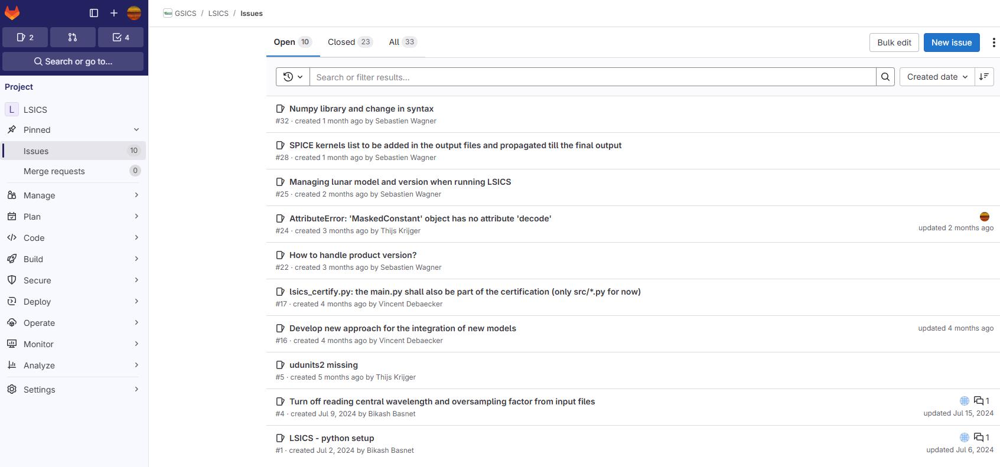 GSICS / LSICS / Issues
2
4
Search or go to...
Project
L LSICS
Pinned
Issues 10
Merge requests 0
Manage
Plan
Code
Build
Secure
Deploy
Operate
Monitor
Analyze
Settings
Open 10 Closed 23 All 33
Bulk edit New issue
Search or filter results... Created date
Numpy library and change in syntax
#32 · created 1 month ago by Sebastien Wagner
SPICE kernels list to be added in the output files and propagated till the final output
#28 · created 1 month ago by Sebastien Wagner
Managing lunar model and version when running LSICS
#25 · created 2 months ago by Sebastien Wagner
AttributeError: 'MaskedConstant' object has no attribute 'decode'
#24 · created 3 months ago by Thijs Krijger
updated 2 months ago
How to handle product version?
#22 · created 3 months ago by Sebastien Wagner
lsics_certify.py: the main.py shall also be part of the certification (only src/*.py for now)
#17 · created 4 months ago by Vincent Debaecker
Develop new approach for the integration of new models
updated 4 months ago
#16 · created 4 months ago by Vincent Debaecker
udunits2 missing
#5 · created 5 months ago by Thijs Krijger
Turn off reading central wavelength and oversampling factor from input files
1
#4 · created Jul 9, 2024 by Bikash Basnet
updated Jul 15, 2024
LSICS - python setup
1
#1 · created Jul 2, 2024 by Bikash Basnet
updated Jul 6, 2024